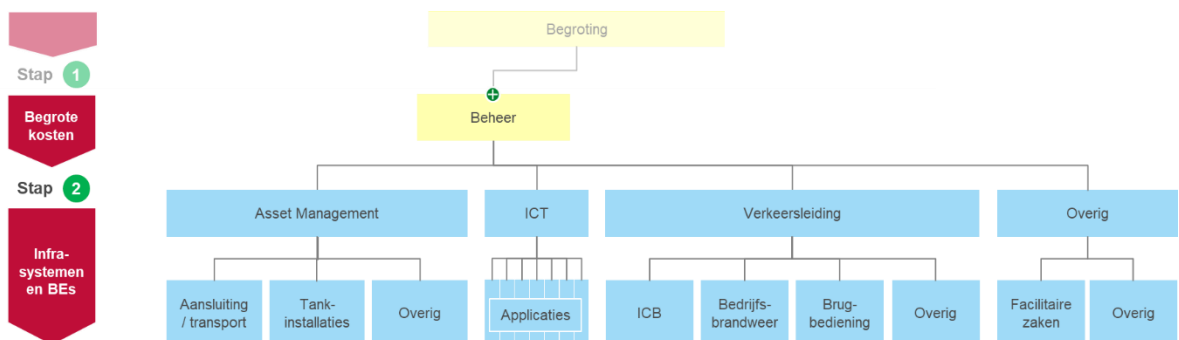 Begroting
Stap 1
Begrote
kosten
Beheer
Stap 2
Asset Management
ICT
Verkeersleiding
Overig
Infra-
systemen
en BEs
Aansluiting
/ transport
Tank-
installaties
Overig
Applicaties
ICB
Bedrijfs-
brandweer
Brug-
bediening
Overig
Facilitaire
zaken
Overig